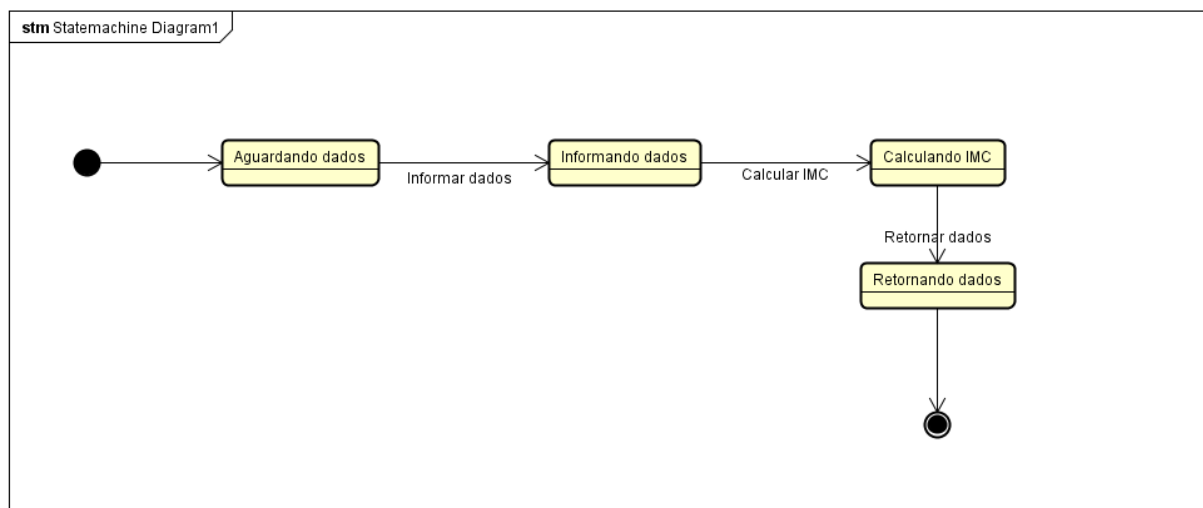 stm Statemachine Diagram1
Aguardando dados
Informar dados
Informando dados
Calcular IMC
Calculando IMC
Retornar dados
Retornando dados